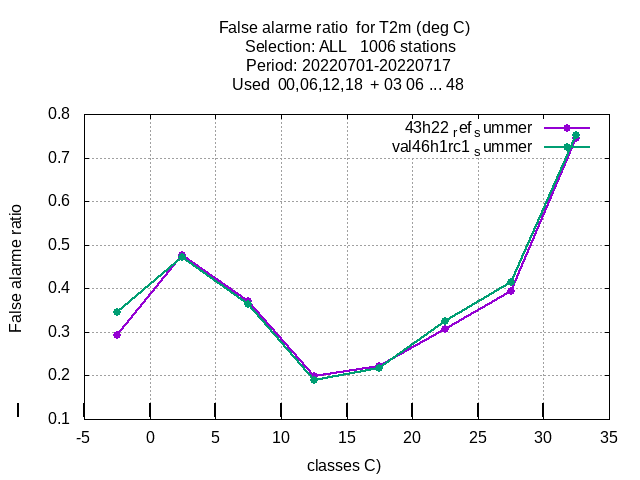 False alarme ratio  for T2m (deg C)
Selection: ALL   1006 stations
Period: 20220701-20220717
Used  00,06,12,18  + 03 06 ... 48
43h22 ref summer
val46h1rc1 summer
0.8
0.7
0.6
0.5
0.4
0.3
0.2
0.1
False alarme ratio
-5 0 5 10 15 20 25 30 35
classes C)